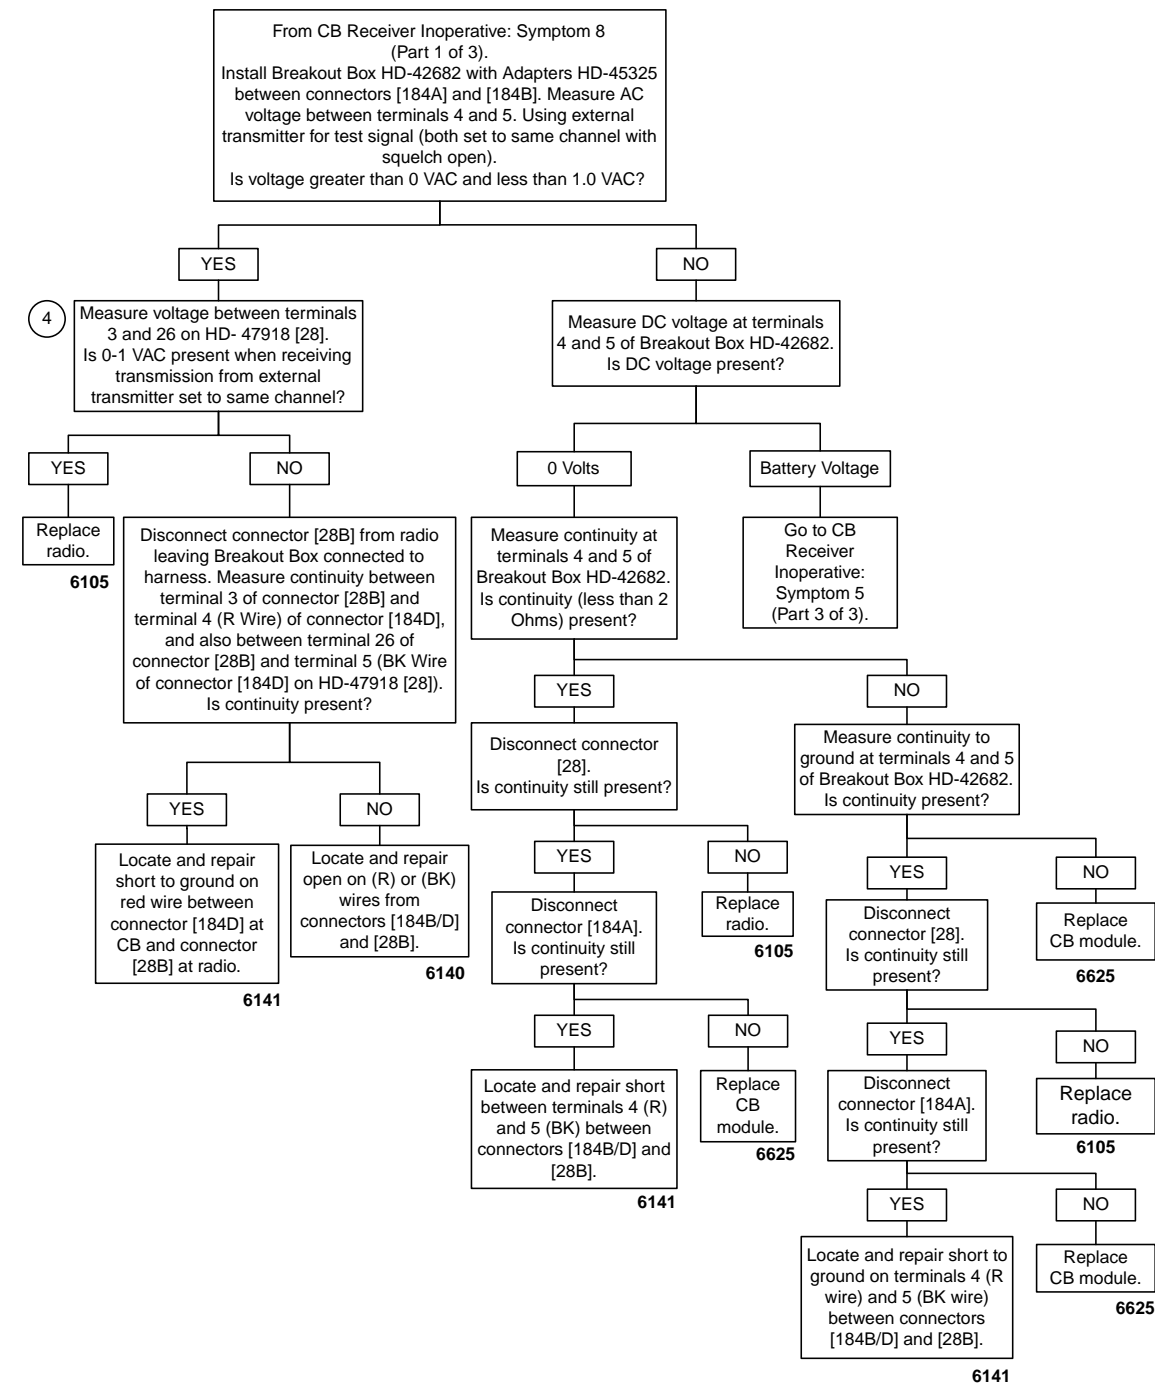 From CB Receiver Inoperative: Symptom 8
(Part 1 of 3).
Install Breakout Box HD-42682 with Adapters HD-45325
between connectors [184A] and [184B]. Measure AC
voltage between terminals 4 and 5. Using external
transmitter for test signal (both set to same channel with
squelch open).
Is voltage greater than 0 VAC and less than 1.0 VAC?
YES
NO
4
Measure voltage between terminals
3 and 26 on HD- 47918 [28].
Is 0-1 VAC present when receiving
transmission from external
transmitter set to same channel?
Measure DC voltage at terminals
4 and 5 of Breakout Box HD-42682.
Is DC voltage present?
YES
NO
0 Volts
Battery Voltage
Replace
radio.
6105
Disconnect connector [28B] from radio
leaving Breakout Box connected to
harness. Measure continuity between
terminal 3 of connector [28B] and
terminal 4 (R Wire) of connector [184D],
and also between terminal 26 of
connector [28B] and terminal 5 (BK Wire
of connector [184D] on HD-47918 [28]).
Is continuity present?
Measure continuity at
terminals 4 and 5 of
Breakout Box HD-42682.
Is continuity (less than 2
Ohms) present?
Go to CB
Receiver
Inoperative:
Symptom 5
(Part 3 of 3).
YES
NO
Disconnect connector
[28].
Is continuity still present?
Measure continuity to
ground at terminals 4 and 5
of Breakout Box HD-42682.
Is continuity present?
YES
NO
Locate and repair
short to ground on
red wire between
connector [184D] at
CB and connector
[28B] at radio.
6141
Locate and repair
open on (R) or (BK)
wires from
connectors [184B/D]
and [28B].
6140
YES
NO
Disconnect
connector [184A].
Is continuity still
present?
Replace
radio.
6105
YES
NO
Disconnect
connector [28].
Is continuity still
present?
Replace
CB module.
6625
YES
NO
Locate and repair short
between terminals 4 (R)
and 5 (BK) between
connectors [184B/D] and
[28B].
6141
Replace
CB
module.
6625
YES
NO
Disconnect
connector [184A].
Is continuity still
present?
Replace
radio.
6105
YES
NO
Locate and repair short to
ground on terminals 4 (R
wire) and 5 (BK wire)
between connectors
[184B/D] and [28B].
6141
Replace
CB module.
6625